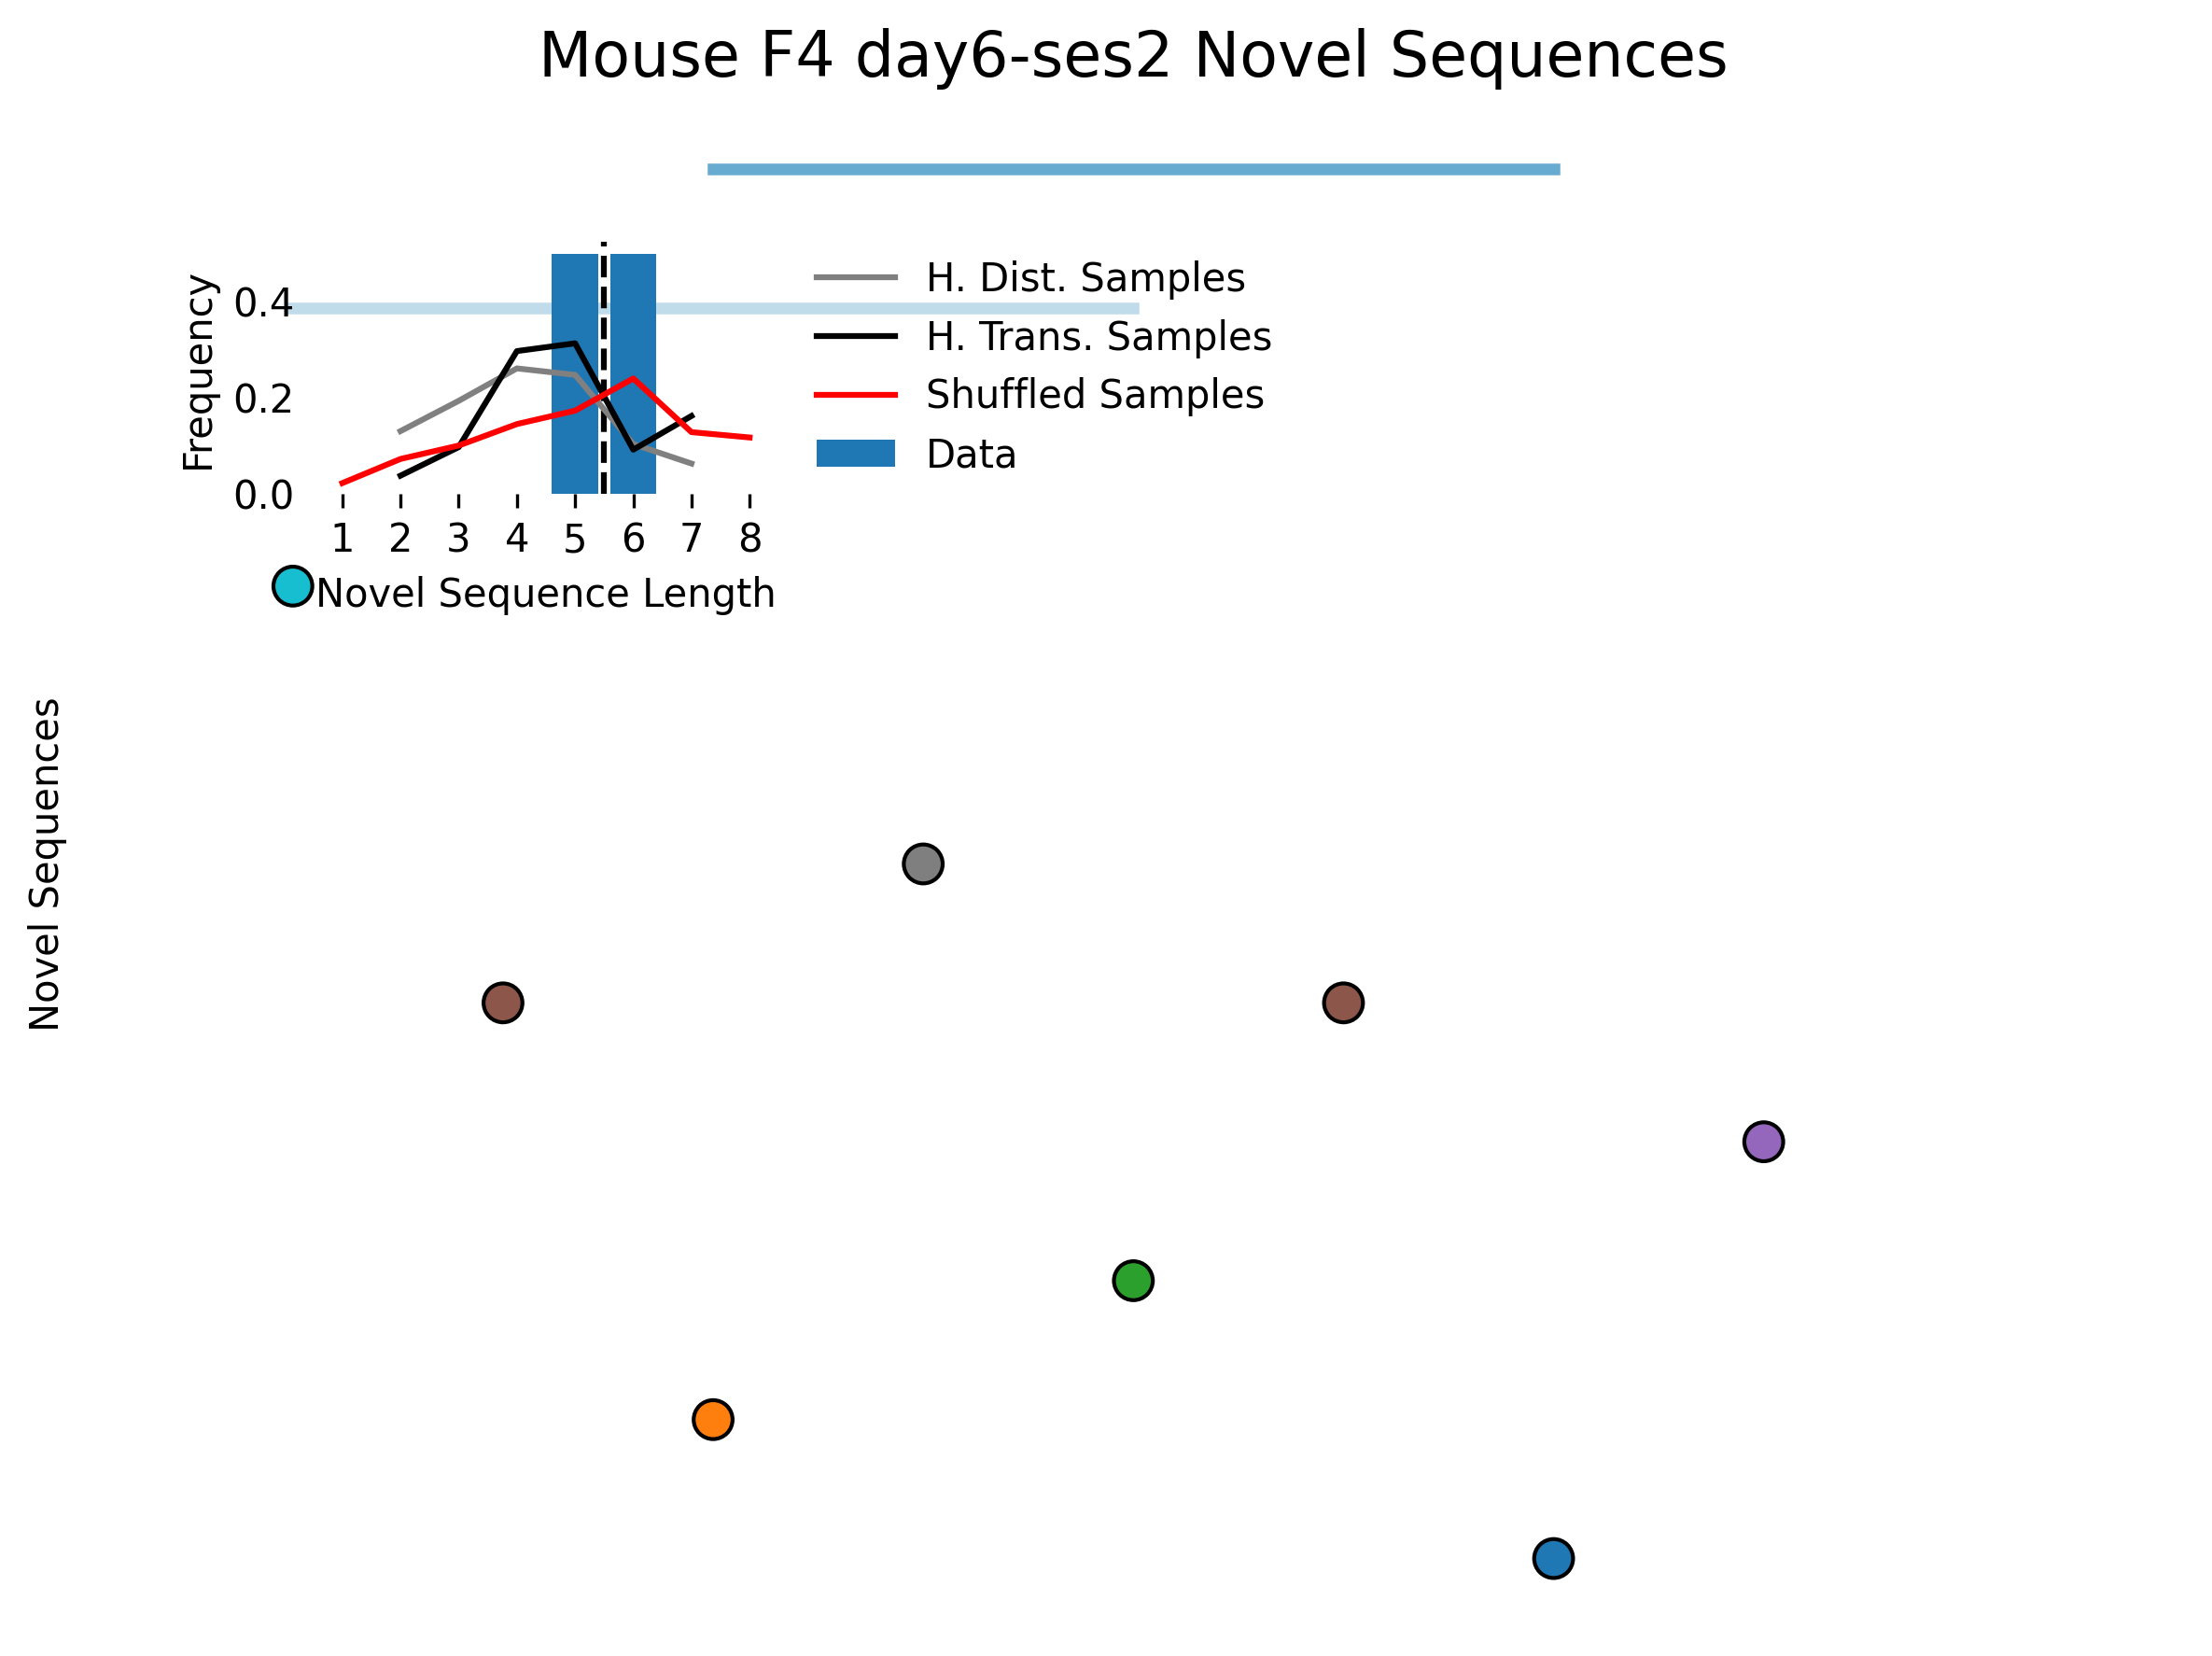 Mouse F4 day6-ses2 Novel Sequences
Frequency
0.4
0.2
0.0
1 2 3 4 5 6 7 8
Novel Sequence Length
H. Dist. Samples
H. Trans. Samples
Shuffled Samples
Data
Novel Sequences